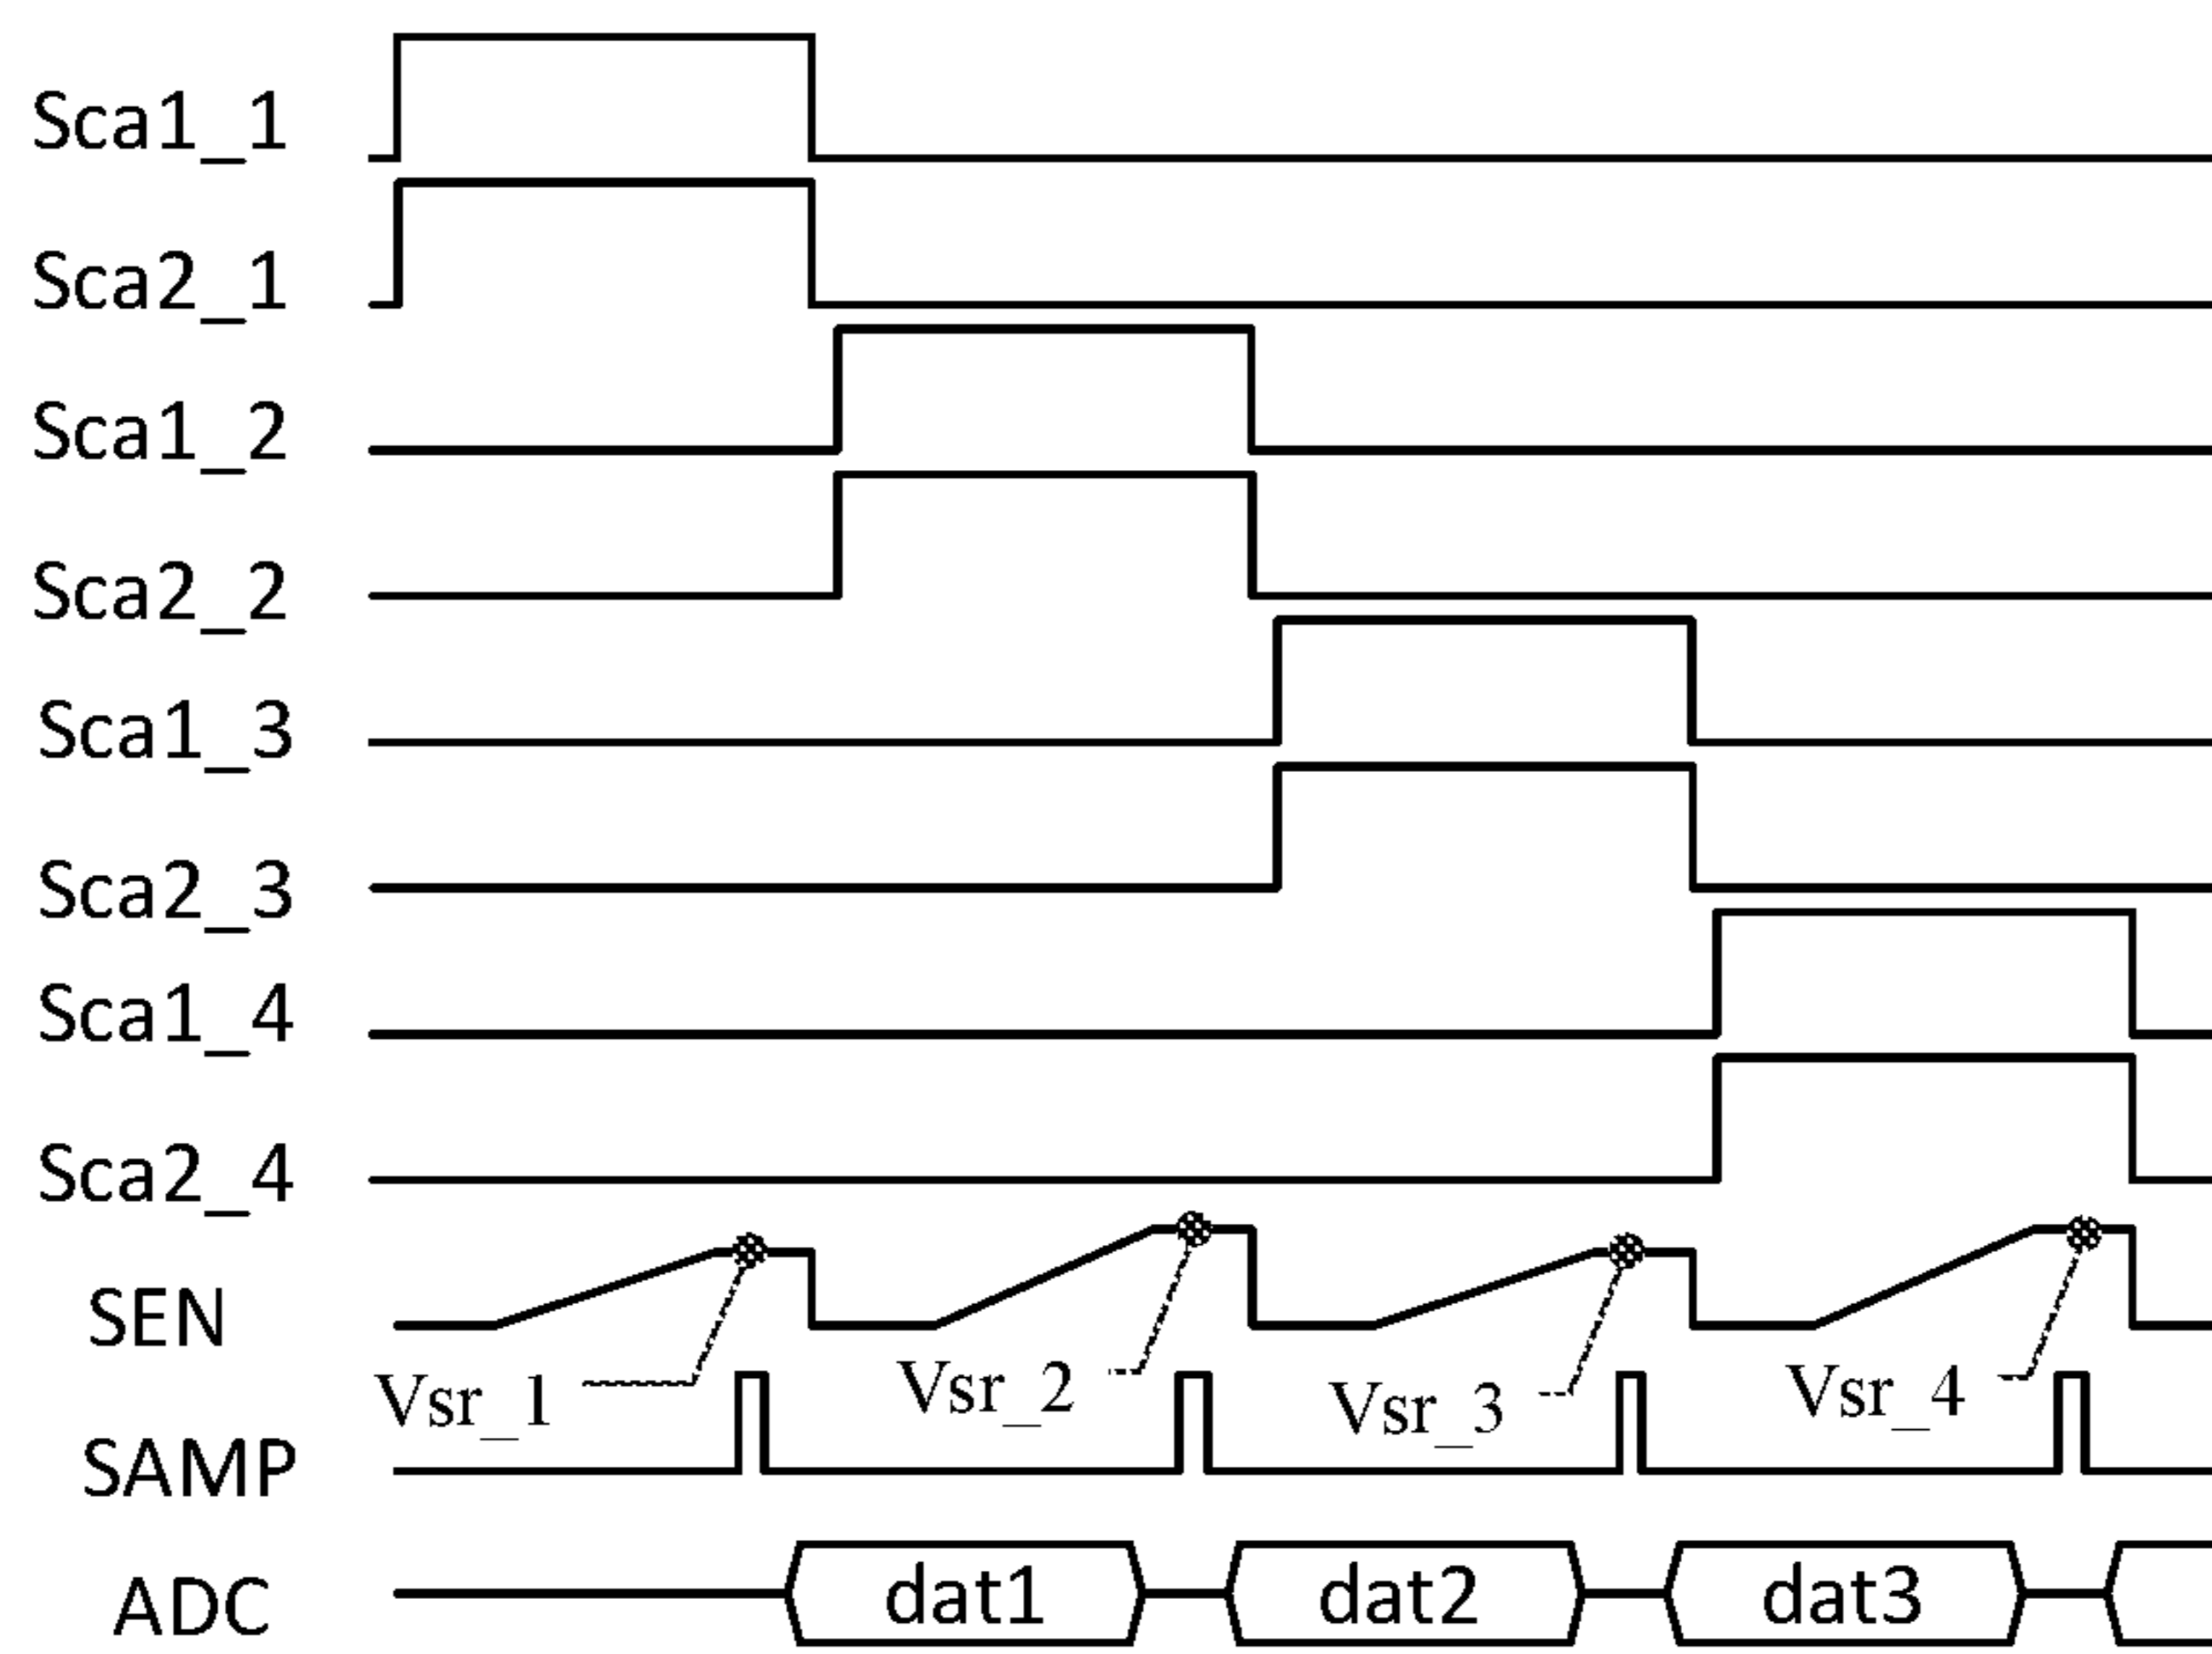 Sca1_1
Sca2_1
Sca1_2
Sca2_2
Sca1_3
Sca2_3
Sca1_4
Sca2_4
SEN
Vsr_1 Vsr_2 Vsr_3 Vsr_4
SAMP
ADC dat1 dat2 dat3